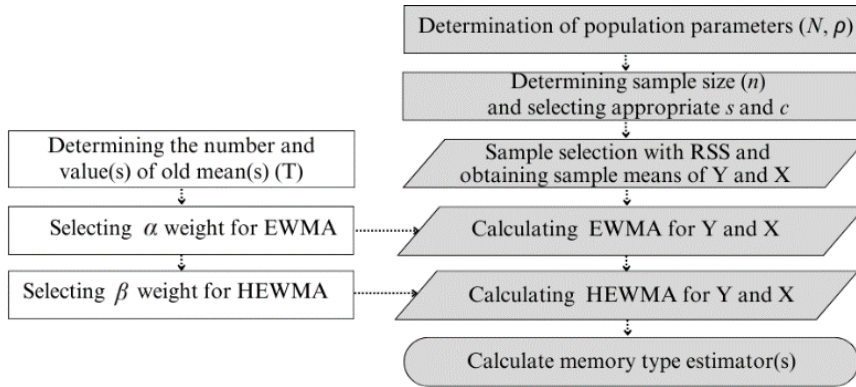 Determination of population parameters (N, ρ)
Determining sample size (n)
and selecting appropriate s and c
Determining the number and
value(s) of old mean(s) (T)
Sample selection with RSS and
obtaining sample means of Y and X
Selecting α weight for EWMA
Calculating EWMA for Y and X
Selecting β weight for HEWMA
Calculating HEWMA for Y and X
Calculate memory type estimator(s)